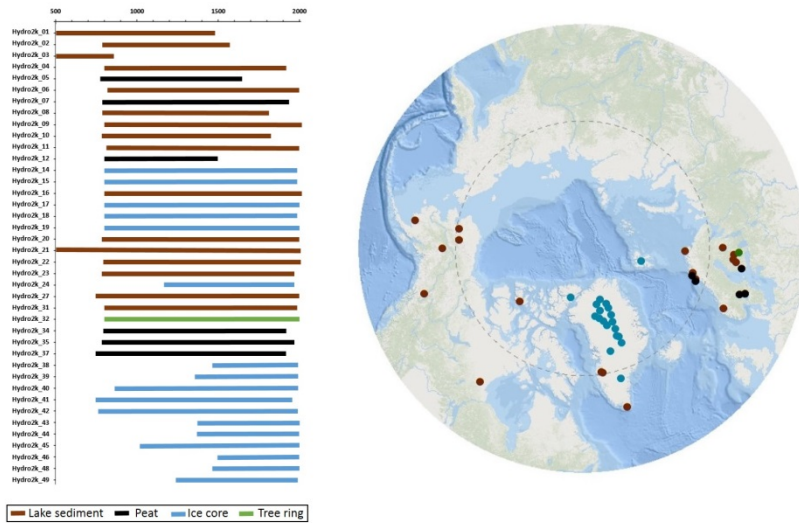 500 1000 1500 2000
Hydro2k_01
Hydro2k_02
Hydro2k_03
Hydro2k_04
Hydro2k_05
Hydro2k_06
Hydro2k_07
Hydro2k_08
Hydro2k_09
Hydro2k_10
Hydro2k_11
Hydro2k_12
Hydro2k_14
Hydro2k_15
Hydro2k_16
Hydro2k_17
Hydro2k_18
Hydro2k_19
Hydro2k_20
Hydro2k_21
Hydro2k_22
Hydro2k_23
Hydro2k_24
Hydro2k_27
Hydro2k_31
Hydro2k_32
Hydro2k_34
Hydro2k_35
Hydro2k_37
Hydro2k_38
Hydro2k_39
Hydro2k_40
Hydro2k_41
Hydro2k_42
Hydro2k_43
Hydro2k_44
Hydro2k_45
Hydro2k_46
Hydro2k_48
Hydro2k_49
Lake sediment Peat Ice core Tree ring